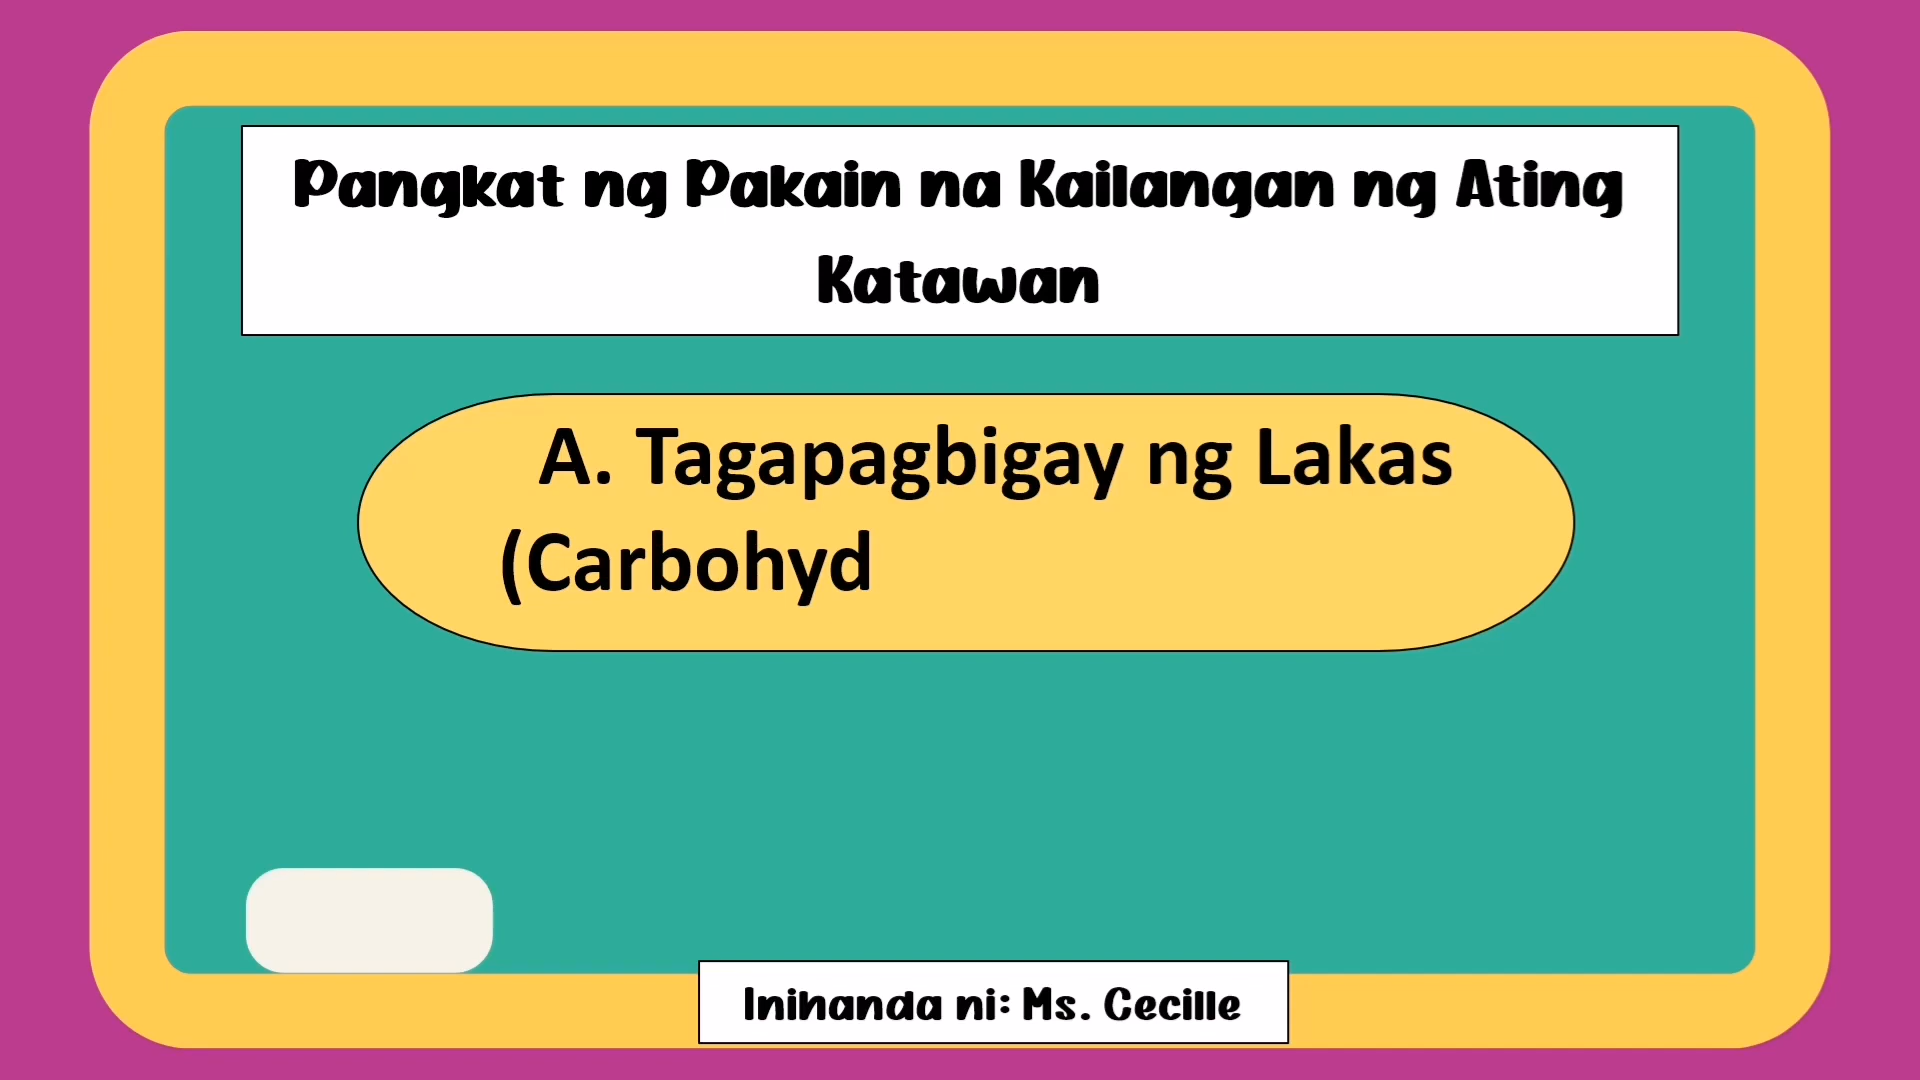 Pangkat ng Pakain na Kailangan ng Ating
Katawan
A. Tagapagbigay ng Lakas
(Carbohyd
Inihanda ni: Ms. Cecille